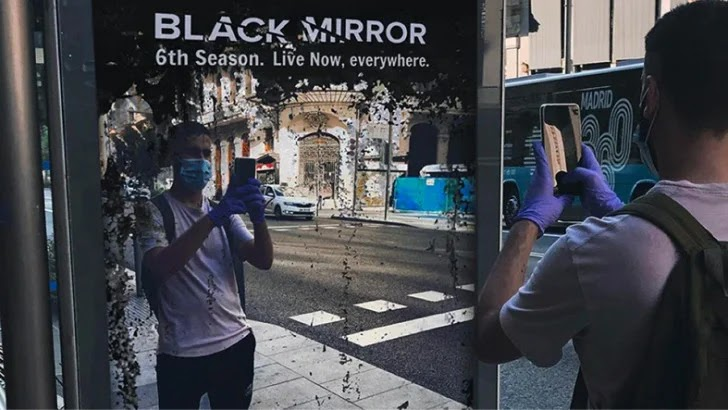 BLACK MIRROR
6th Season. Live Now, everywhere.
MADRID